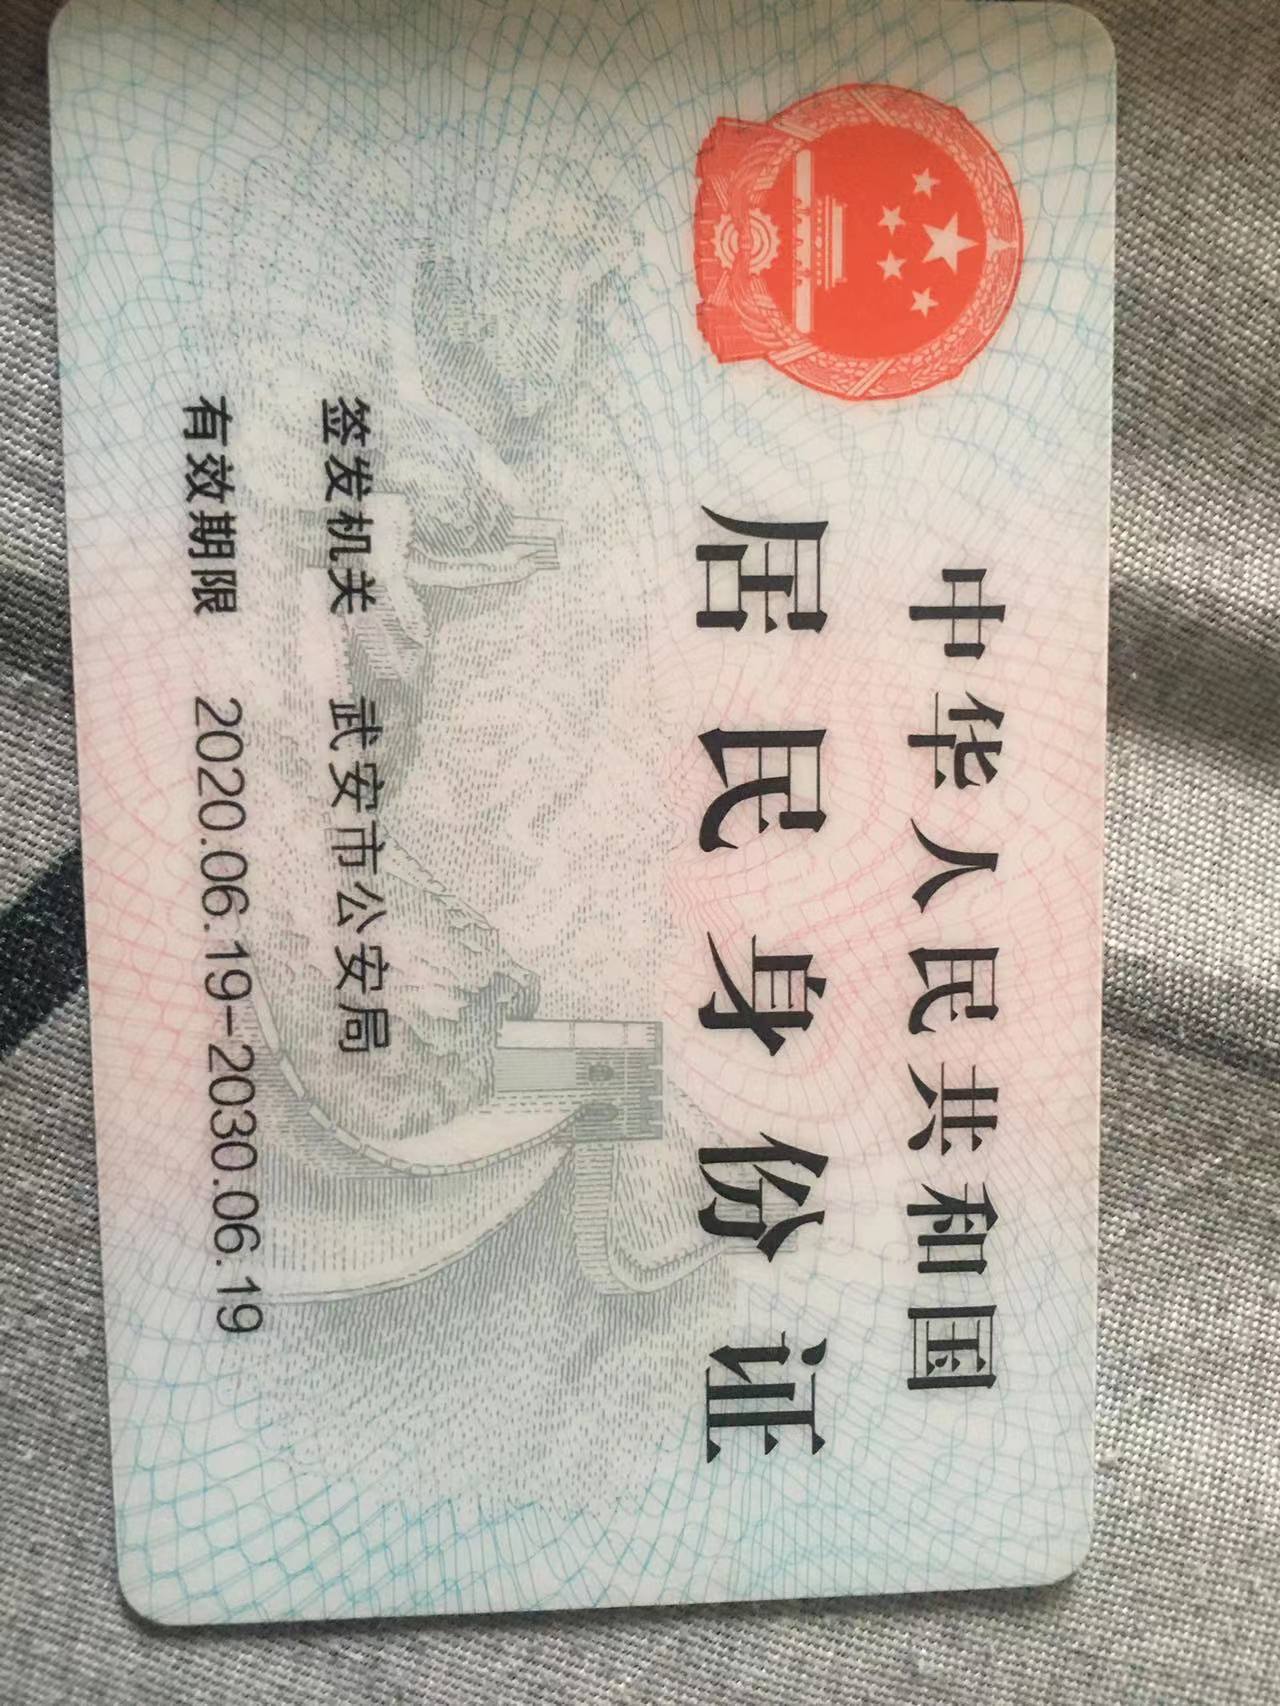 中华人民共和国
居民身份证
签发机关 武安市公安局
有效期限 2020.06.19-2030.06.19